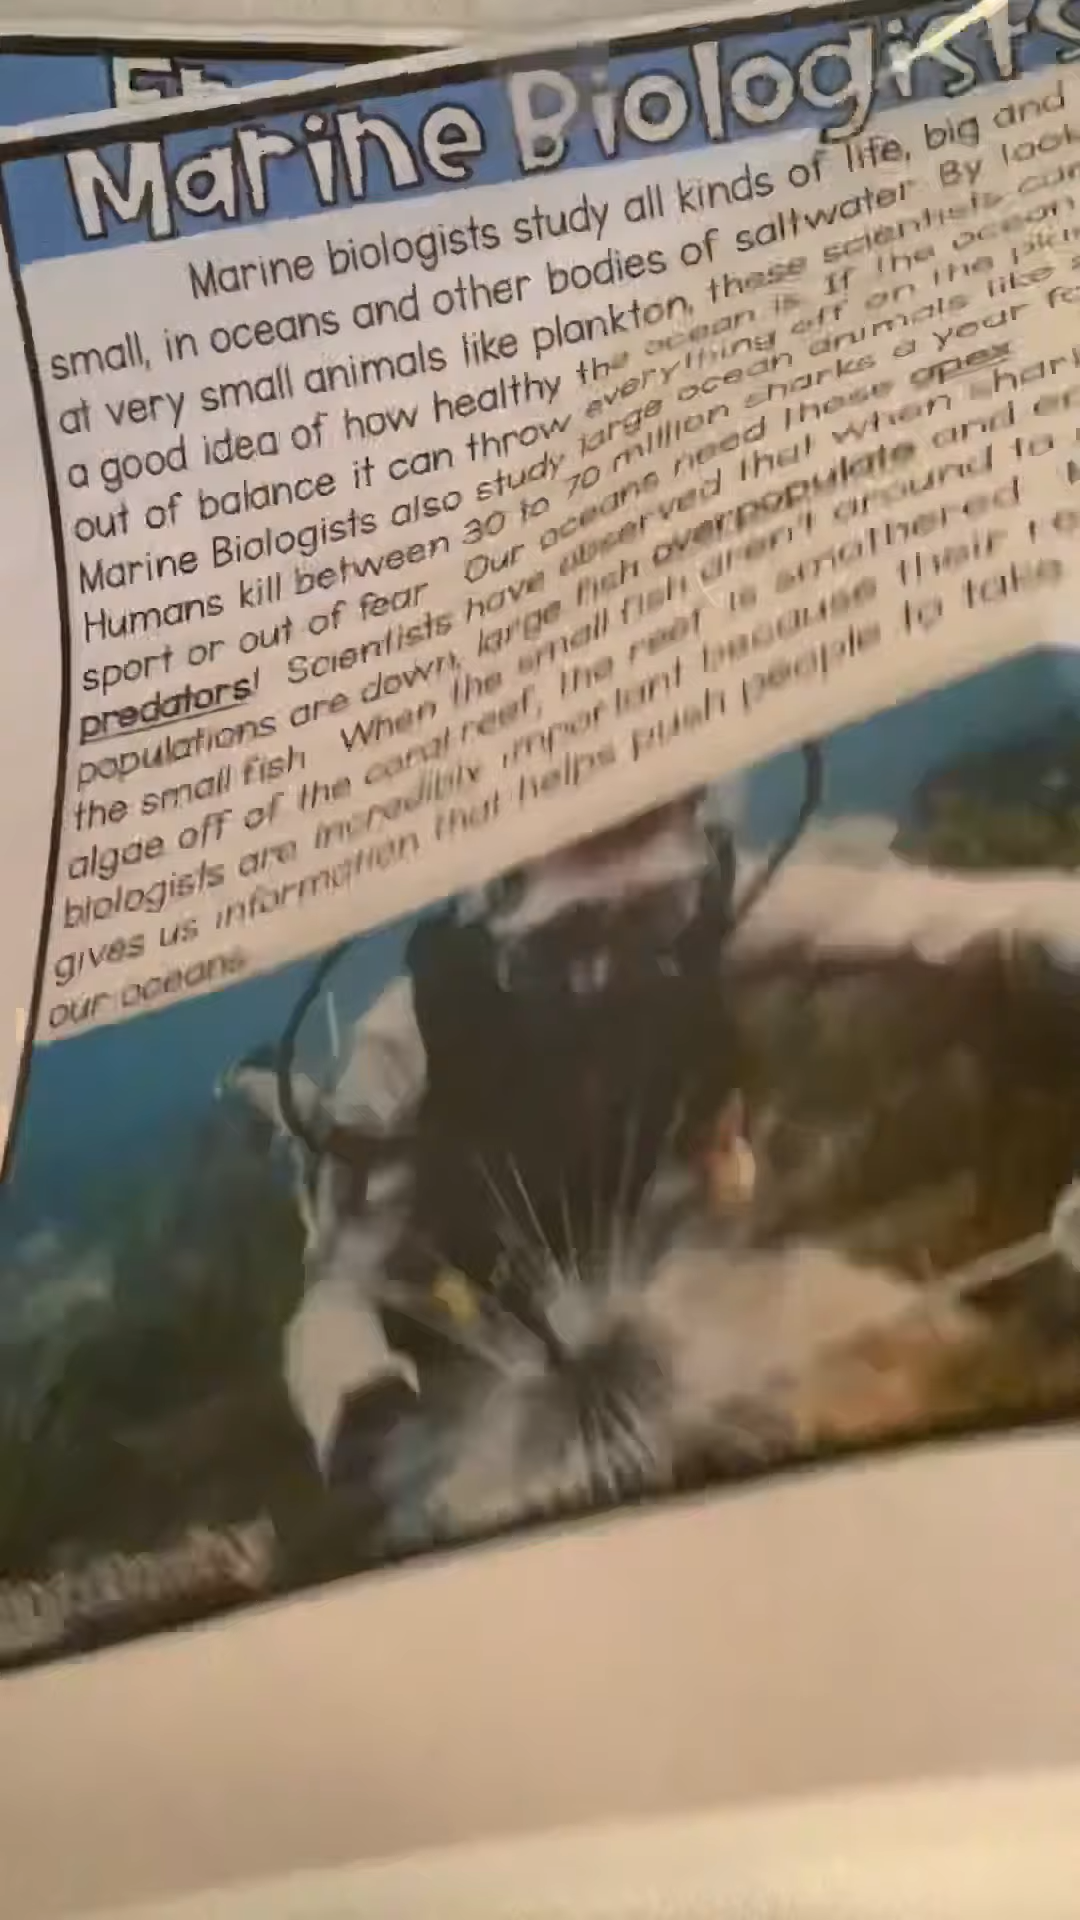 Marine Biologists
Marine biologists study all kinds of life, big and
small, in oceans and other bodies of saltwater. By
at very small animals like plankton, these scientists can
a good idea of how healthy the ocean is. If the ocean
out of balance it can throw everything off on the
Marine Biologists also study large ocean animals like
Humans kill between 30 to 70 million sharks a year
sport or out of fear. Our oceans need these apex
predators! Scientists have observed that when
populations are down, large fish overpopulate and
the small fish. When the small fish aren't around to
algae off of the coral reef, the reef is smothered.
biologists are incredibly important because their
gives us information that helps push people to take
our oceans.